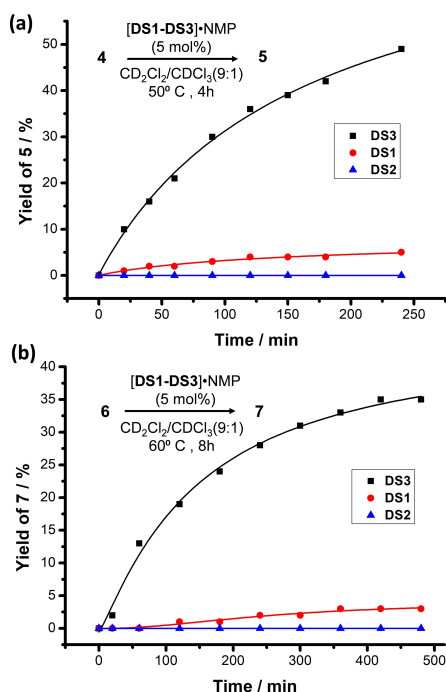 (a)
[DS1-DS3]•NMP
4 (5 mol%) 5
CD₂Cl₂/CDCl₃(9:1)
50º C , 4h
Yield of 5 / %
50
40
30
20
10
0
DS3
DS1
DS2
0 50 100 150 200 250
Time / min
(b)
[DS1-DS3]•NMP
6 (5 mol%) 7
CD₂Cl₂/CDCl₃(9:1)
60º C , 8h
Yield of 7 / %
35
30
25
20
15
10
5
0
DS3
DS1
DS2
0 100 200 300 400 500
Time / min